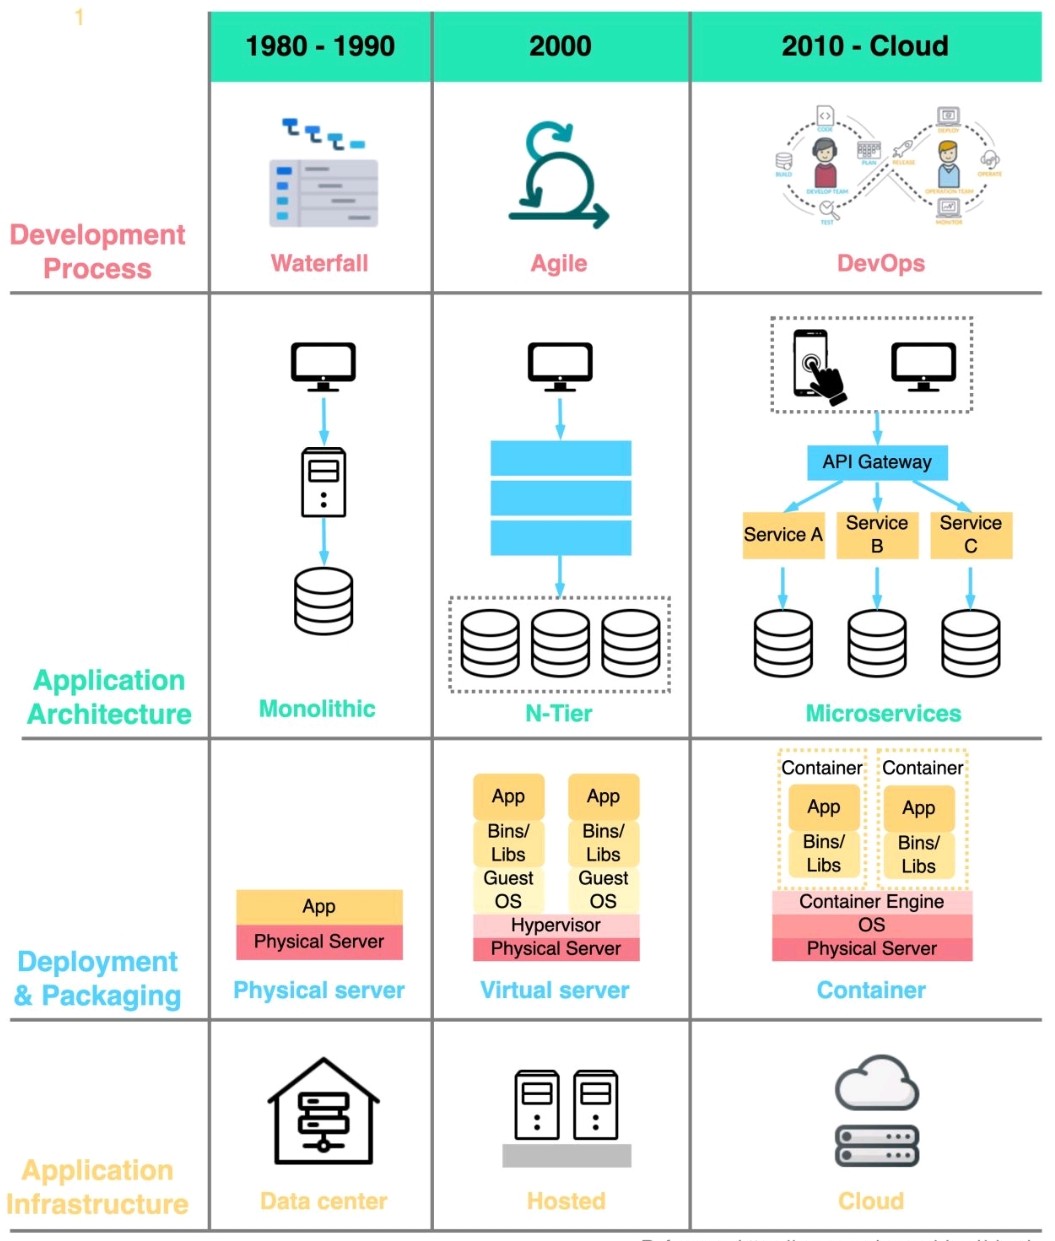 1
1980 - 1990
2000
2010 - Cloud
CODE
BUILD
DEVELOP TEAM
TEST
PLAN
RELEASE
DEPLOY
OPERATION TEAM
OPERATE
MONITOR
Development
Process
Waterfall
Agile
DevOps
API Gateway
Service A
Service
B
Service
C
Application
Architecture
Monolithic
N-Tier
Microservices
App
Physical Server
App
Bins/
Libs
Guest
OS
App
Bins/
Libs
Guest
OS
Hypervisor
Physical Server
Container
App
Bins/
Libs
Container
App
Bins/
Libs
Container Engine
OS
Physical Server
Deployment
& Packaging
Physical server
Virtual server
Container
Application
Infrastructure
Data center
Hosted
Cloud